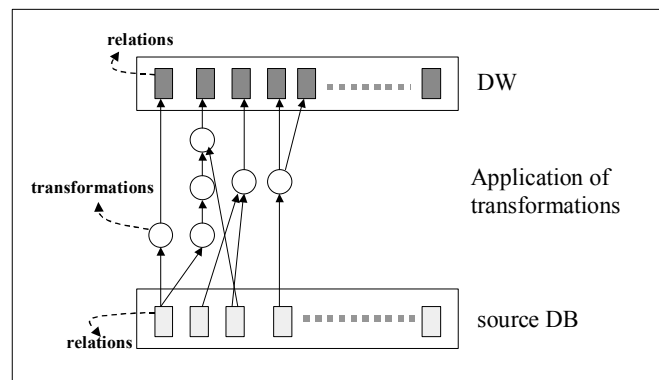 relations
DW
transformations
Application of
transformations
source DB
relations